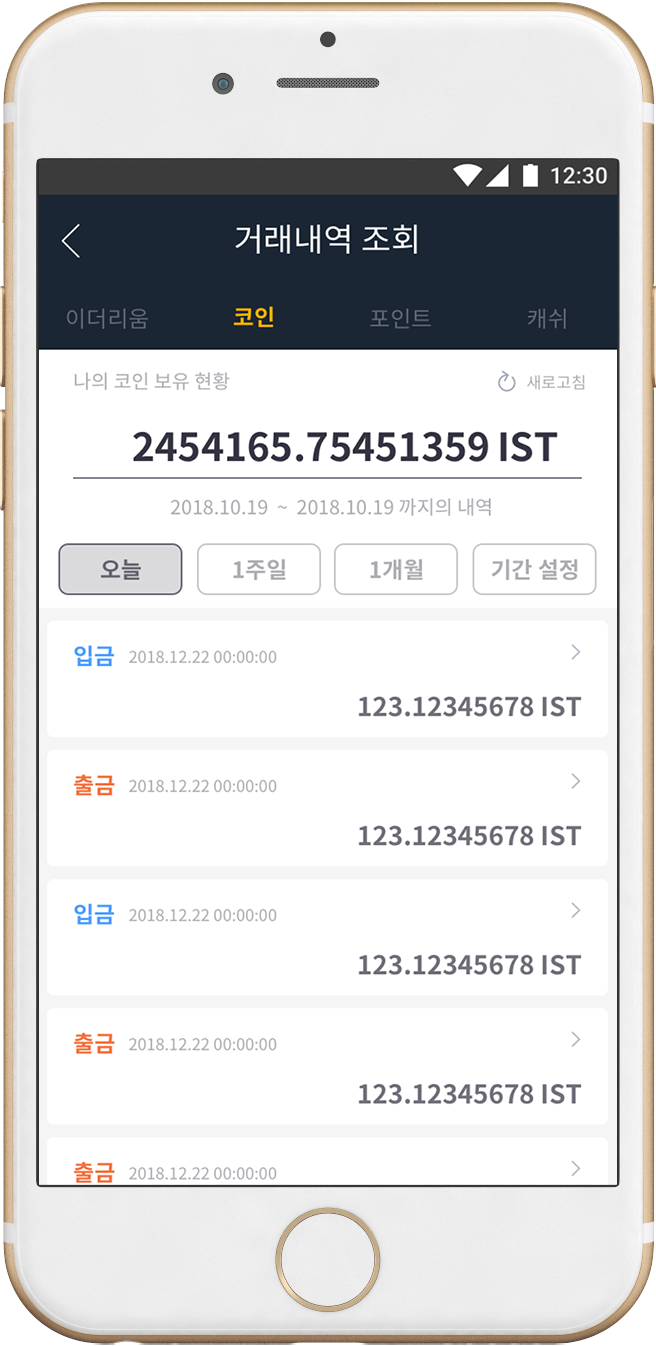 12:30
거래내역 조회
이더리움 코인 포인트 캐쉬
나의 코인 보유 현황 새로고침
2454165.75451359 IST
2018.10.19 ~ 2018.10.19 까지의 내역
오늘 1주일 1개월 기간 설정
입금 2018.12.22 00:00:00
123.12345678 IST
출금 2018.12.22 00:00:00
123.12345678 IST
입금 2018.12.22 00:00:00
123.12345678 IST
출금 2018.12.22 00:00:00
123.12345678 IST
출금 2018.12.22 00:00:00